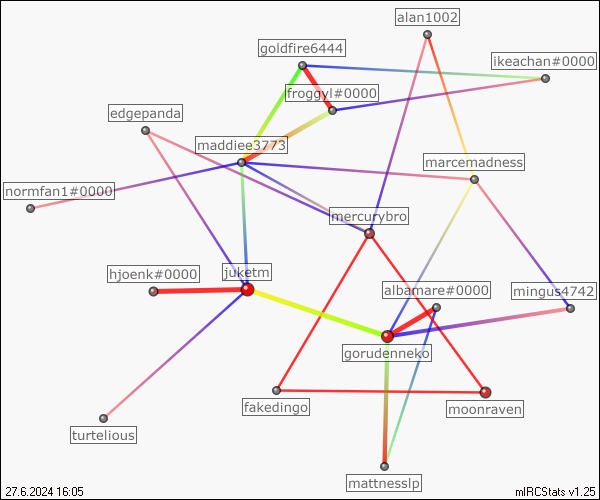 alan1002
goldfire6444
ikeachan#0000
froggyl#0000
edgepanda
maddiee3773
marcemadness
normfan1#0000
mercurybro
hjoenk#0000
juketm
albamare#0000
mingus4742
gorudenneko
fakedingo
moonraven
turtelious
mattnesslp
27.6.2024 16:05
mIRCStats v1.25